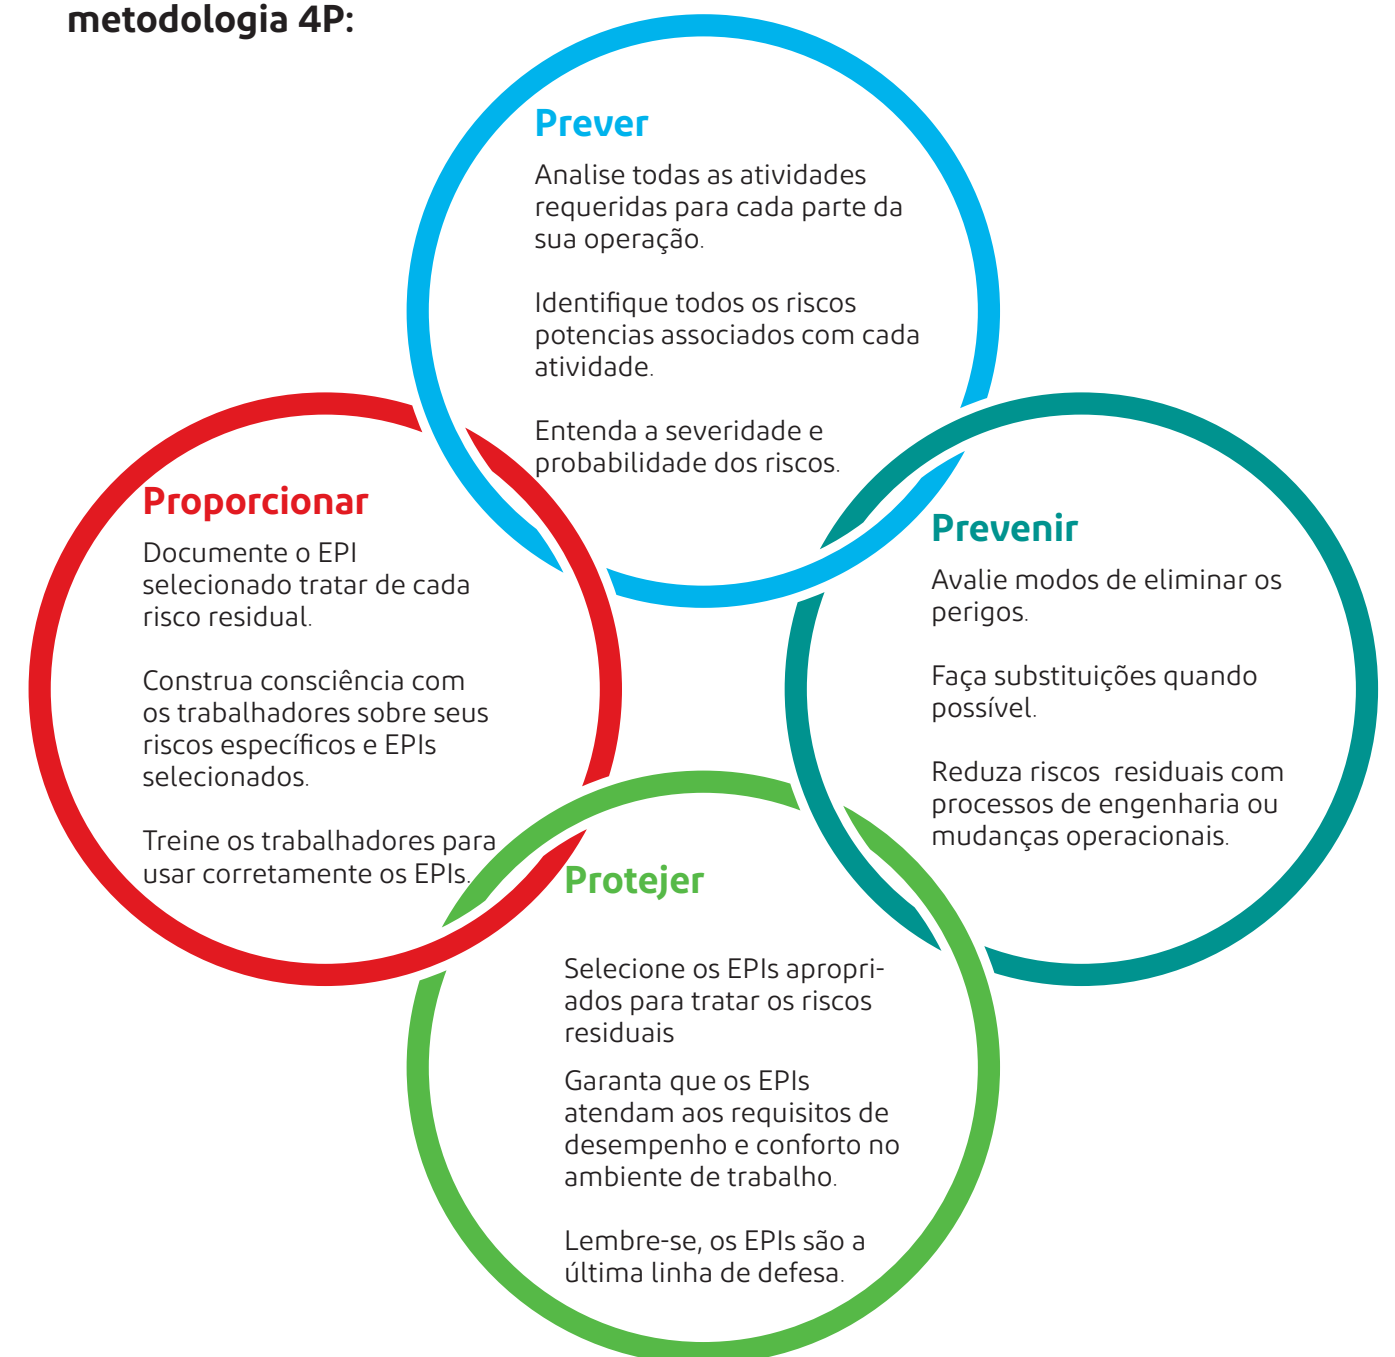 metodologia 4P:
Prever
Analise todas as atividades
requeridas para cada parte da
sua operação.
Identifique todos os riscos
potencias associados com cada
atividade.
Entenda a severidade e
probabilidade dos riscos.
Prevenir
Avalie modos de eliminar os
perigos.
Faça substituições quando
possível.
Reduza riscos  residuais com
processos de engenharia ou
mudanças operacionais.
Protejer
Selecione os EPIs apropri-
ados para tratar os riscos
residuais
Garanta que os EPIs
atendam aos requisitos de
desempenho e conforto no
ambiente de trabalho.
Lembre-se, os EPIs são a
última linha de defesa.
Proporcionar
Documente o EPI
selecionado tratar de cada
risco residual.
Construa consciência com
os trabalhadores sobre seus
riscos específicos e EPIs
selecionados.
Treine os trabalhadores para
usar corretamente os EPIs.